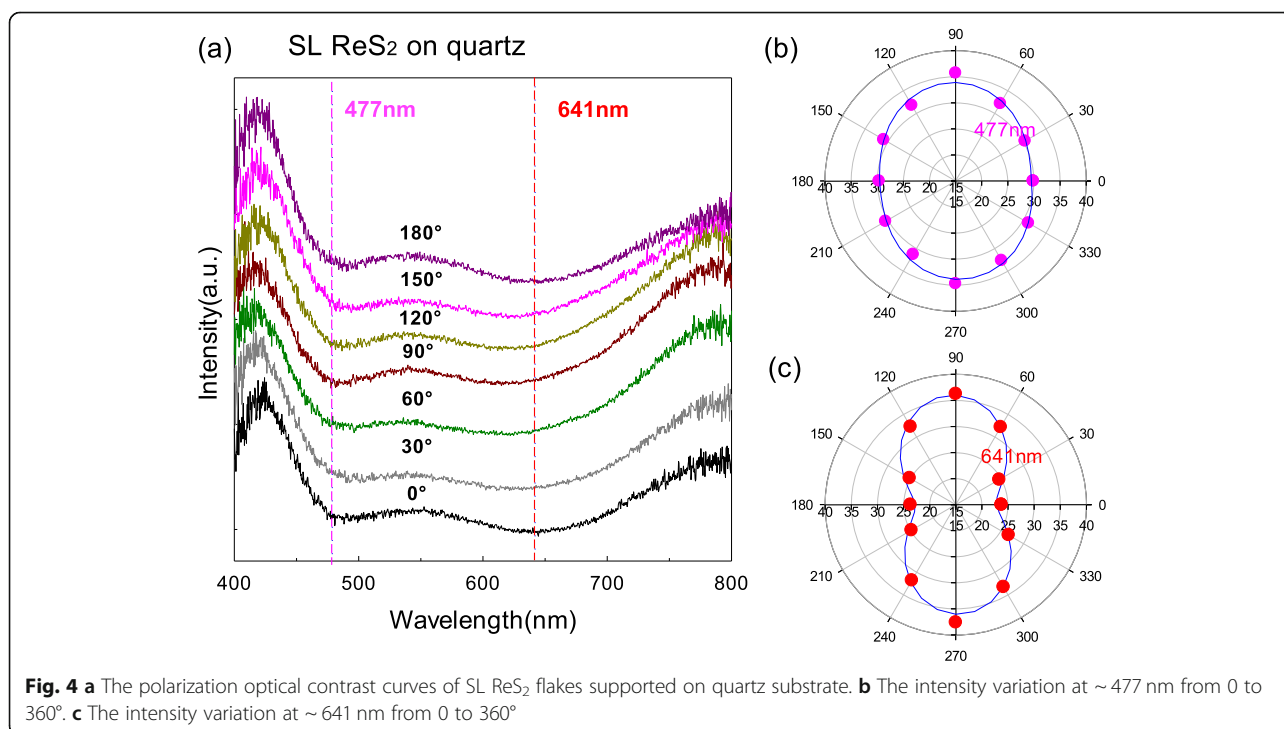 (a) SL ReS2 on quartz
477nm
641nm
180°
150°
120°
90°
60°
30°
0°
Intensity(a.u.)
400 500 600 700 800
Wavelength(nm)
(b)
90
120 60
150 30
477nm
180 0
40 35 30 25 20 15 15 20 25 30 35 40
210 330
240 300
270
(c)
90
120 60
150 30
641nm
180 0
40 35 30 25 20 15 15 20 25 30 35 40
210 330
240 300
270
Fig. 4 a The polarization optical contrast curves of SL ReS2 flakes supported on quartz substrate. b The intensity variation at ~ 477 nm from 0 to
360°. c The intensity variation at ~ 641 nm from 0 to 360°